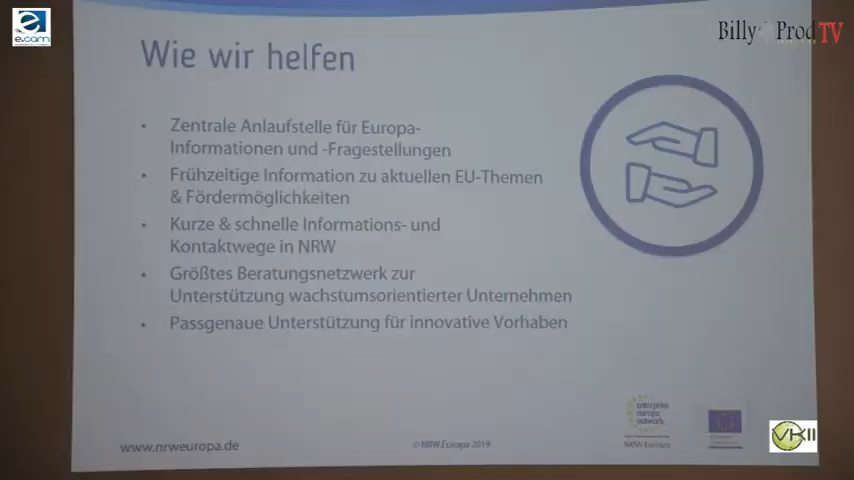 e.cam
Billy Prod TV
Wie wir helfen
• Zentrale Anlaufstelle für Europa-
Informationen und -Fragestellungen
• Frühzeitige Information zu aktuellen EU-Themen
& Fördermöglichkeiten
• Kurze & schnelle Informations- und
Kontaktwege in NRW
• Größtes Beratungsnetzwerk zur
Unterstützung wachstumsorientierter Unternehmen
• Passgenaue Unterstützung für innovative Vorhaben
enterprise
europe
network
NRW.Europa
www.nrweuropa.de
© NRW.Europa 2019
VKII